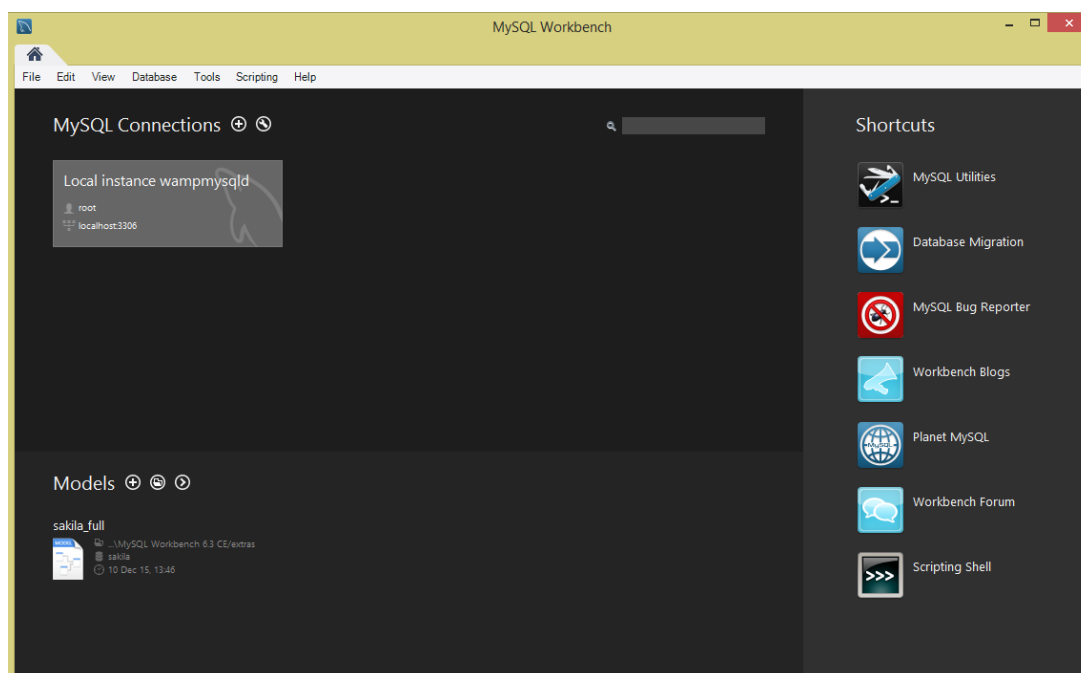 MySQL Workbench
File Edit View Database Tools Scripting Help
MySQL Connections
Local instance wampmysqld
root
localhost:3306
Models
sakila_full
MODEL
...\MySQL Workbench 6.3 CE/extras
sakila
10 Dec 15, 13:46
Shortcuts
MySQL Utilities
Database Migration
MySQL Bug Reporter
Workbench Blogs
MySQL
Planet MySQL
Workbench Forum
>>>
Scripting Shell